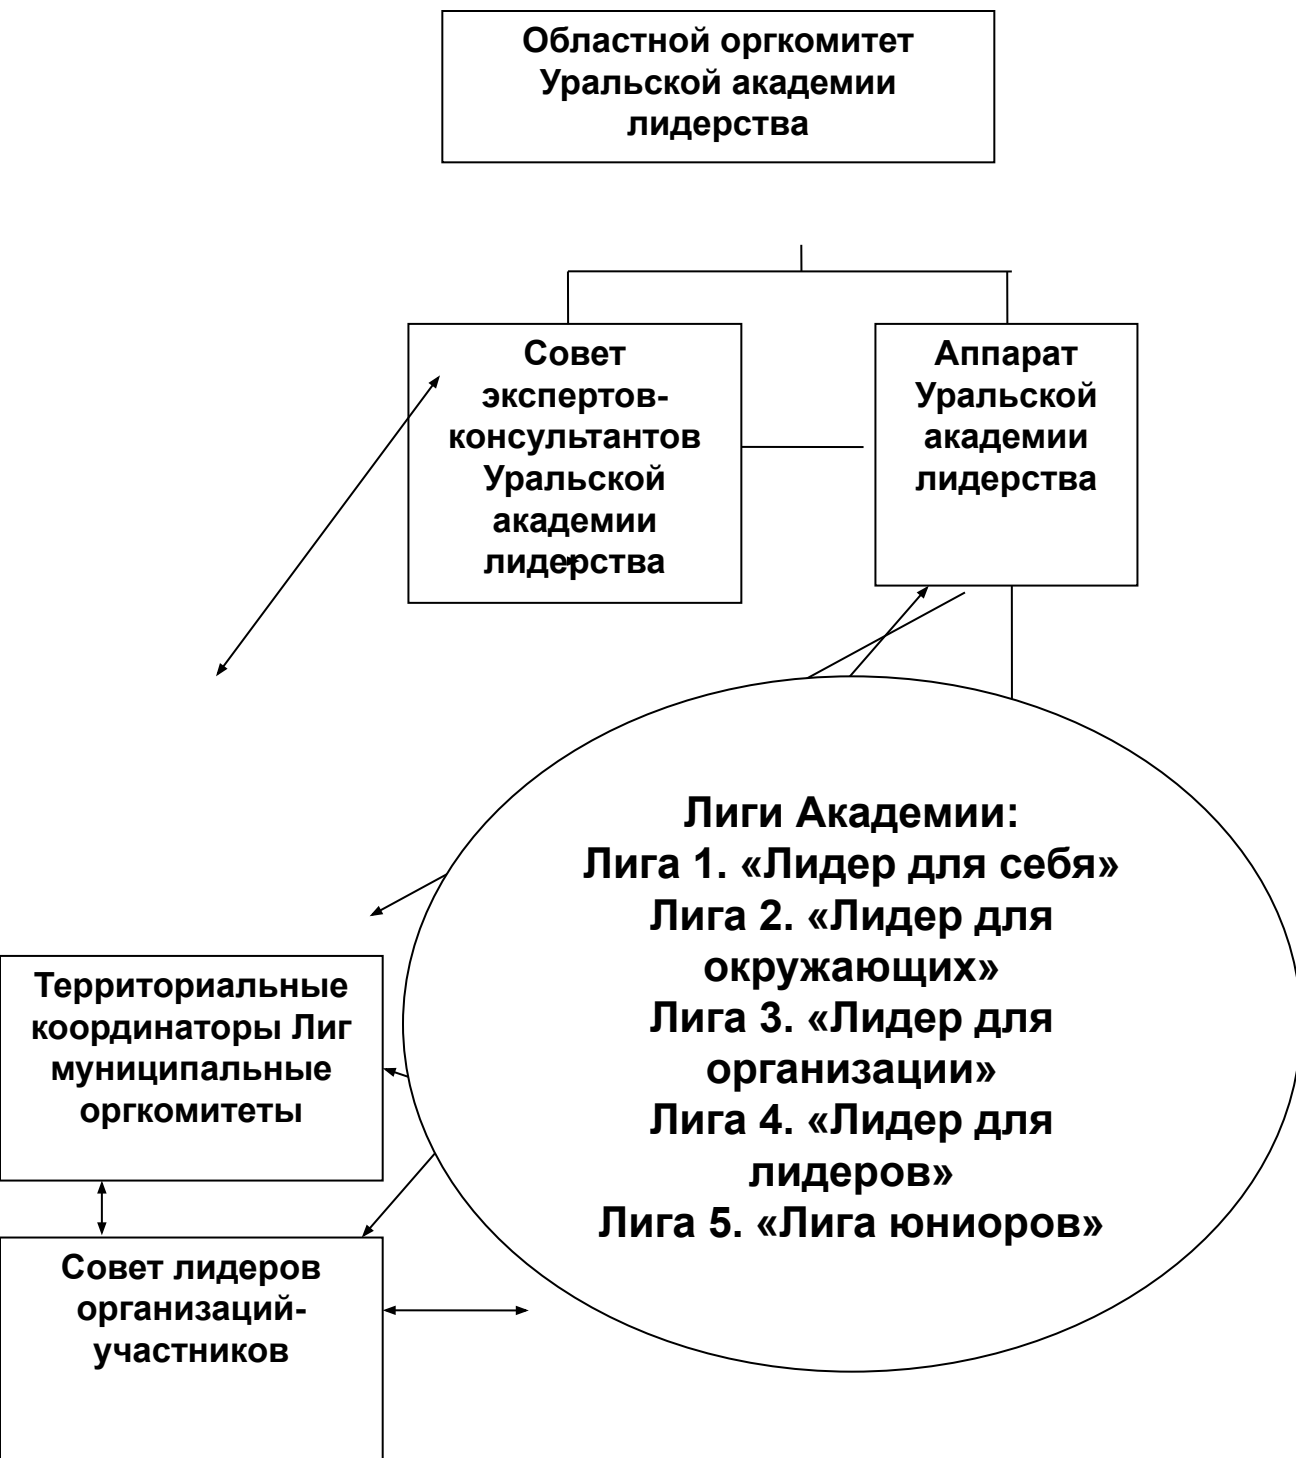 Областной оргкомитет
Уральской академии
лидерства
Совет
экспертов-
консультантов
Уральской
академии
лидерства
Аппарат
Уральской
академии
лидерства
Лиги Академии:
Лига 1. «Лидер для себя»
Лига 2. «Лидер для
окружающих»
Лига 3. «Лидер для
организации»
Лига 4. «Лидер для
лидеров»
Лига 5. «Лига юниоров»
Территориальные
координаторы Лиг
муниципальные
оргкомитеты
Совет лидеров
организаций-
участников